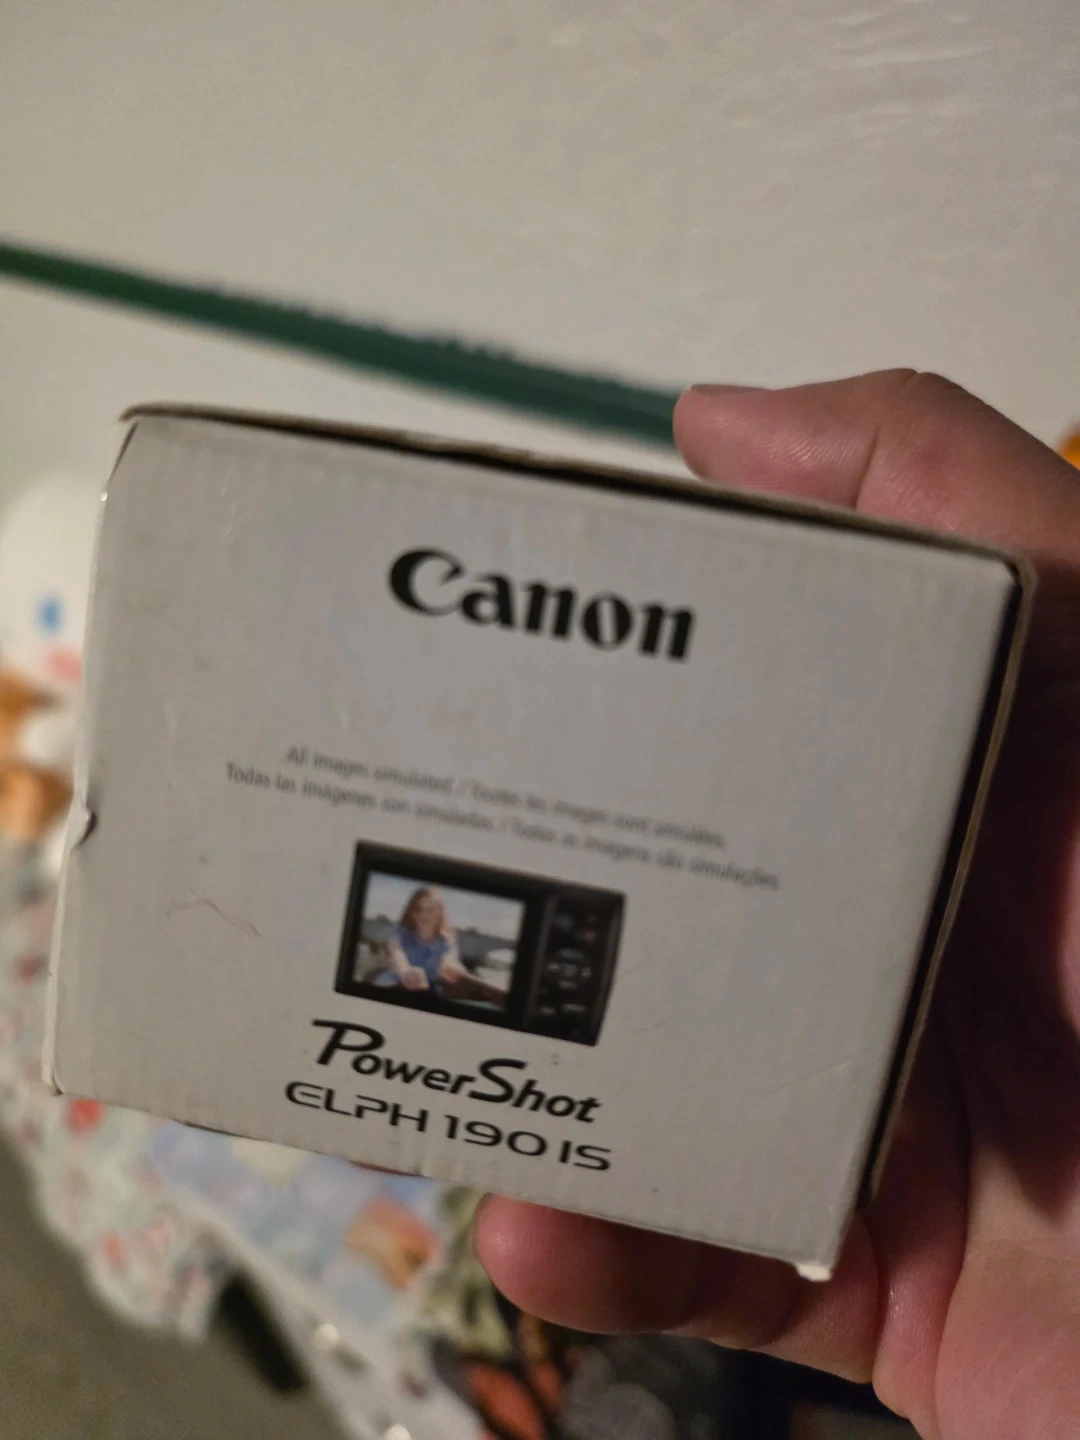 Canon
All images simulated. / Toutes les images sont simulées.
Todas las imágenes son simuladas. / Todas as imagens são simulações.
PowerShot
ELPH 190 IS